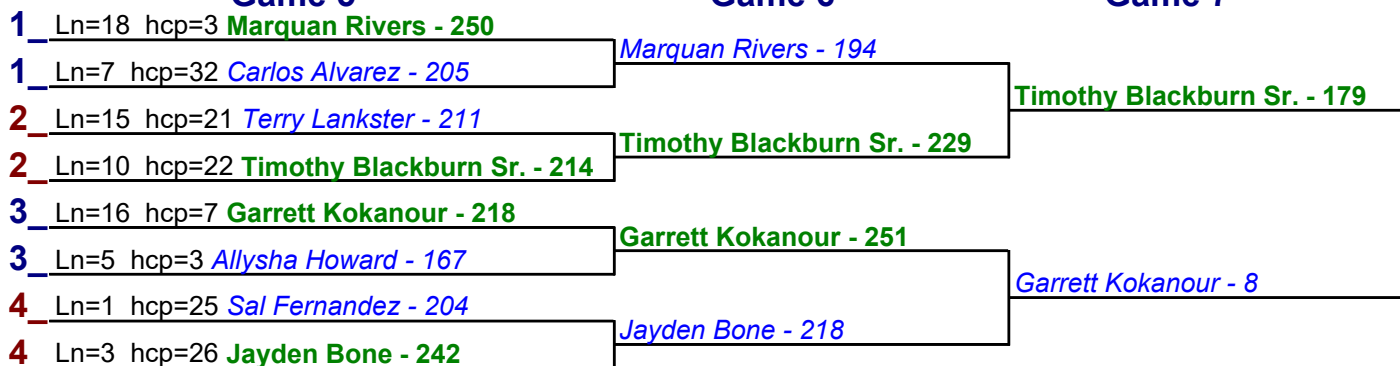 Game 6 Game 7
1_ Ln=18 hcp=3 Marquan Rivers - 250
Marquan Rivers - 194
1_ Ln=7 hcp=32 Carlos Alvarez - 205
Timothy Blackburn Sr. - 179
2_ Ln=15 hcp=21 Terry Lankster - 211
Timothy Blackburn Sr. - 229
2_ Ln=10 hcp=22 Timothy Blackburn Sr. - 214
3_ Ln=16 hcp=7 Garrett Kokanour - 218
Garrett Kokanour - 251
3_ Ln=5 hcp=3 Allysha Howard - 167
Garrett Kokanour - 8
4_ Ln=1 hcp=25 Sal Fernandez - 204
Jayden Bone - 218
4 Ln=3 hcp=26 Jayden Bone - 242